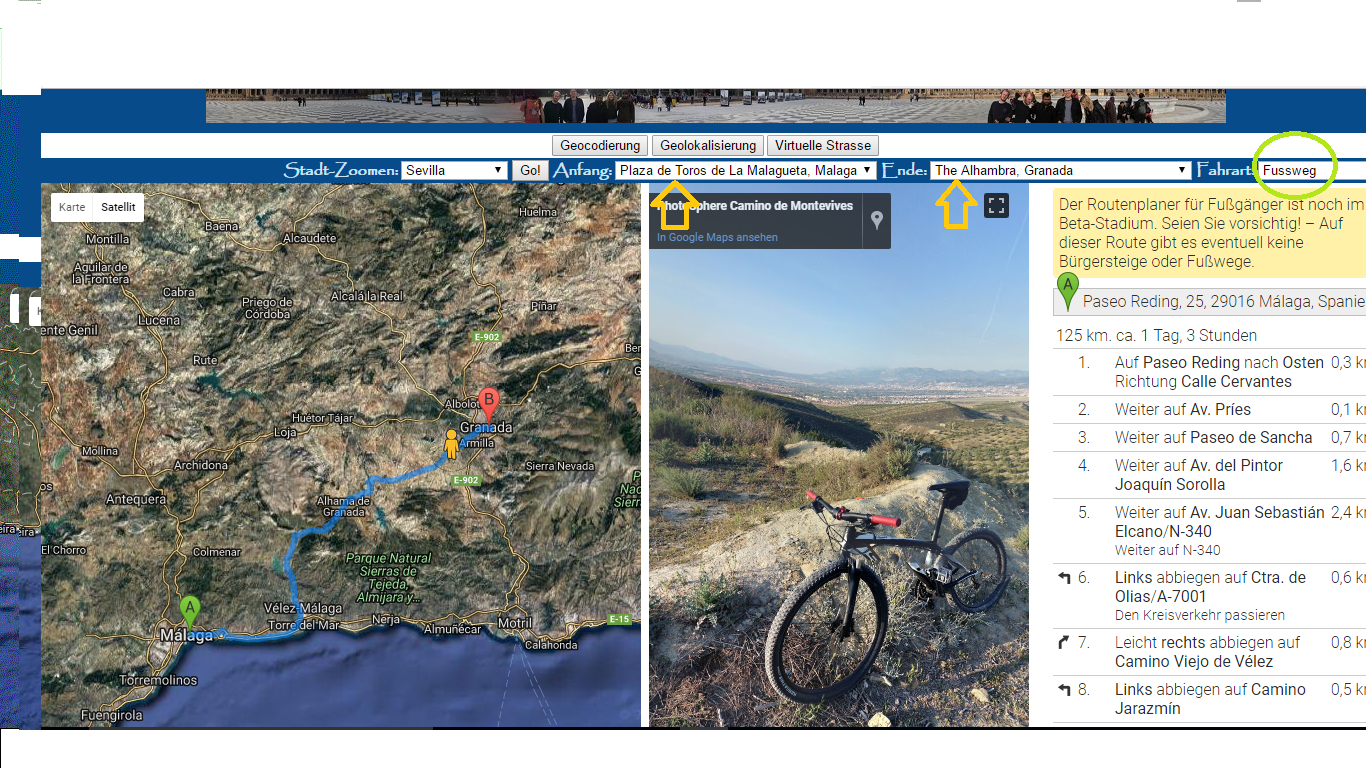 Geocodierung Geolokalisierung Virtuelle Strasse
Stadt-Zoomen: Sevilla Go! Anfang: Plaza de Toros de La Malagueta, Malaga Ende: The Alhambra, Granada Fahrart: Fussweg
Karte Satellit
Huelma
Baena
Montilla
Alcaudete
Aguilar de
la Frontera
Cabra
Priego de
Córdoba
Alcalá la Real
Piñar
Lucena
ente Genil
E-902
Rute
Albolot
B
Huétor Tájar
Granada
Loja
Armilla
Mollina
Archidona
Sierra Nevada
E-902
Antequera
Alhama de
Granada
El Chorro
Colmenar
Parque Natural
Sierras de
Tejeda,
Almijara y...
A
Vélez-Málaga
Málaga
Torre del Mar
Nerja
Almuñécar
Motril
E-15
Calahonda
Torremolinos
Fuengirola
Photo Sphere Camino de Montevives
In Google Maps ansehen
Der Routenplaner für Fußgänger ist noch im
Beta-Stadium. Seien Sie vorsichtig! – Auf
dieser Route gibt es eventuell keine
Bürgersteige oder Fußwege.
A
Paseo Reding, 25, 29016 Málaga, Spanie
125 km. ca. 1 Tag, 3 Stunden
1. Auf Paseo Reding nach Osten 0,3 k
Richtung Calle Cervantes
2. Weiter auf Av. Príes 0,1 k
3. Weiter auf Paseo de Sancha 0,7 k
4. Weiter auf Av. del Pintor 1,6 k
Joaquín Sorolla
5. Weiter auf Av. Juan Sebastián 2,4 k
Elcano/N-340
Weiter auf N-340
6. Links abbiegen auf Ctra. de 0,6 k
Olias/A-7001
Den Kreisverkehr passieren
7. Leicht rechts abbiegen auf 0,8 k
Camino Viejo de Vélez
8. Links abbiegen auf Camino 0,5 k
Jarazmín